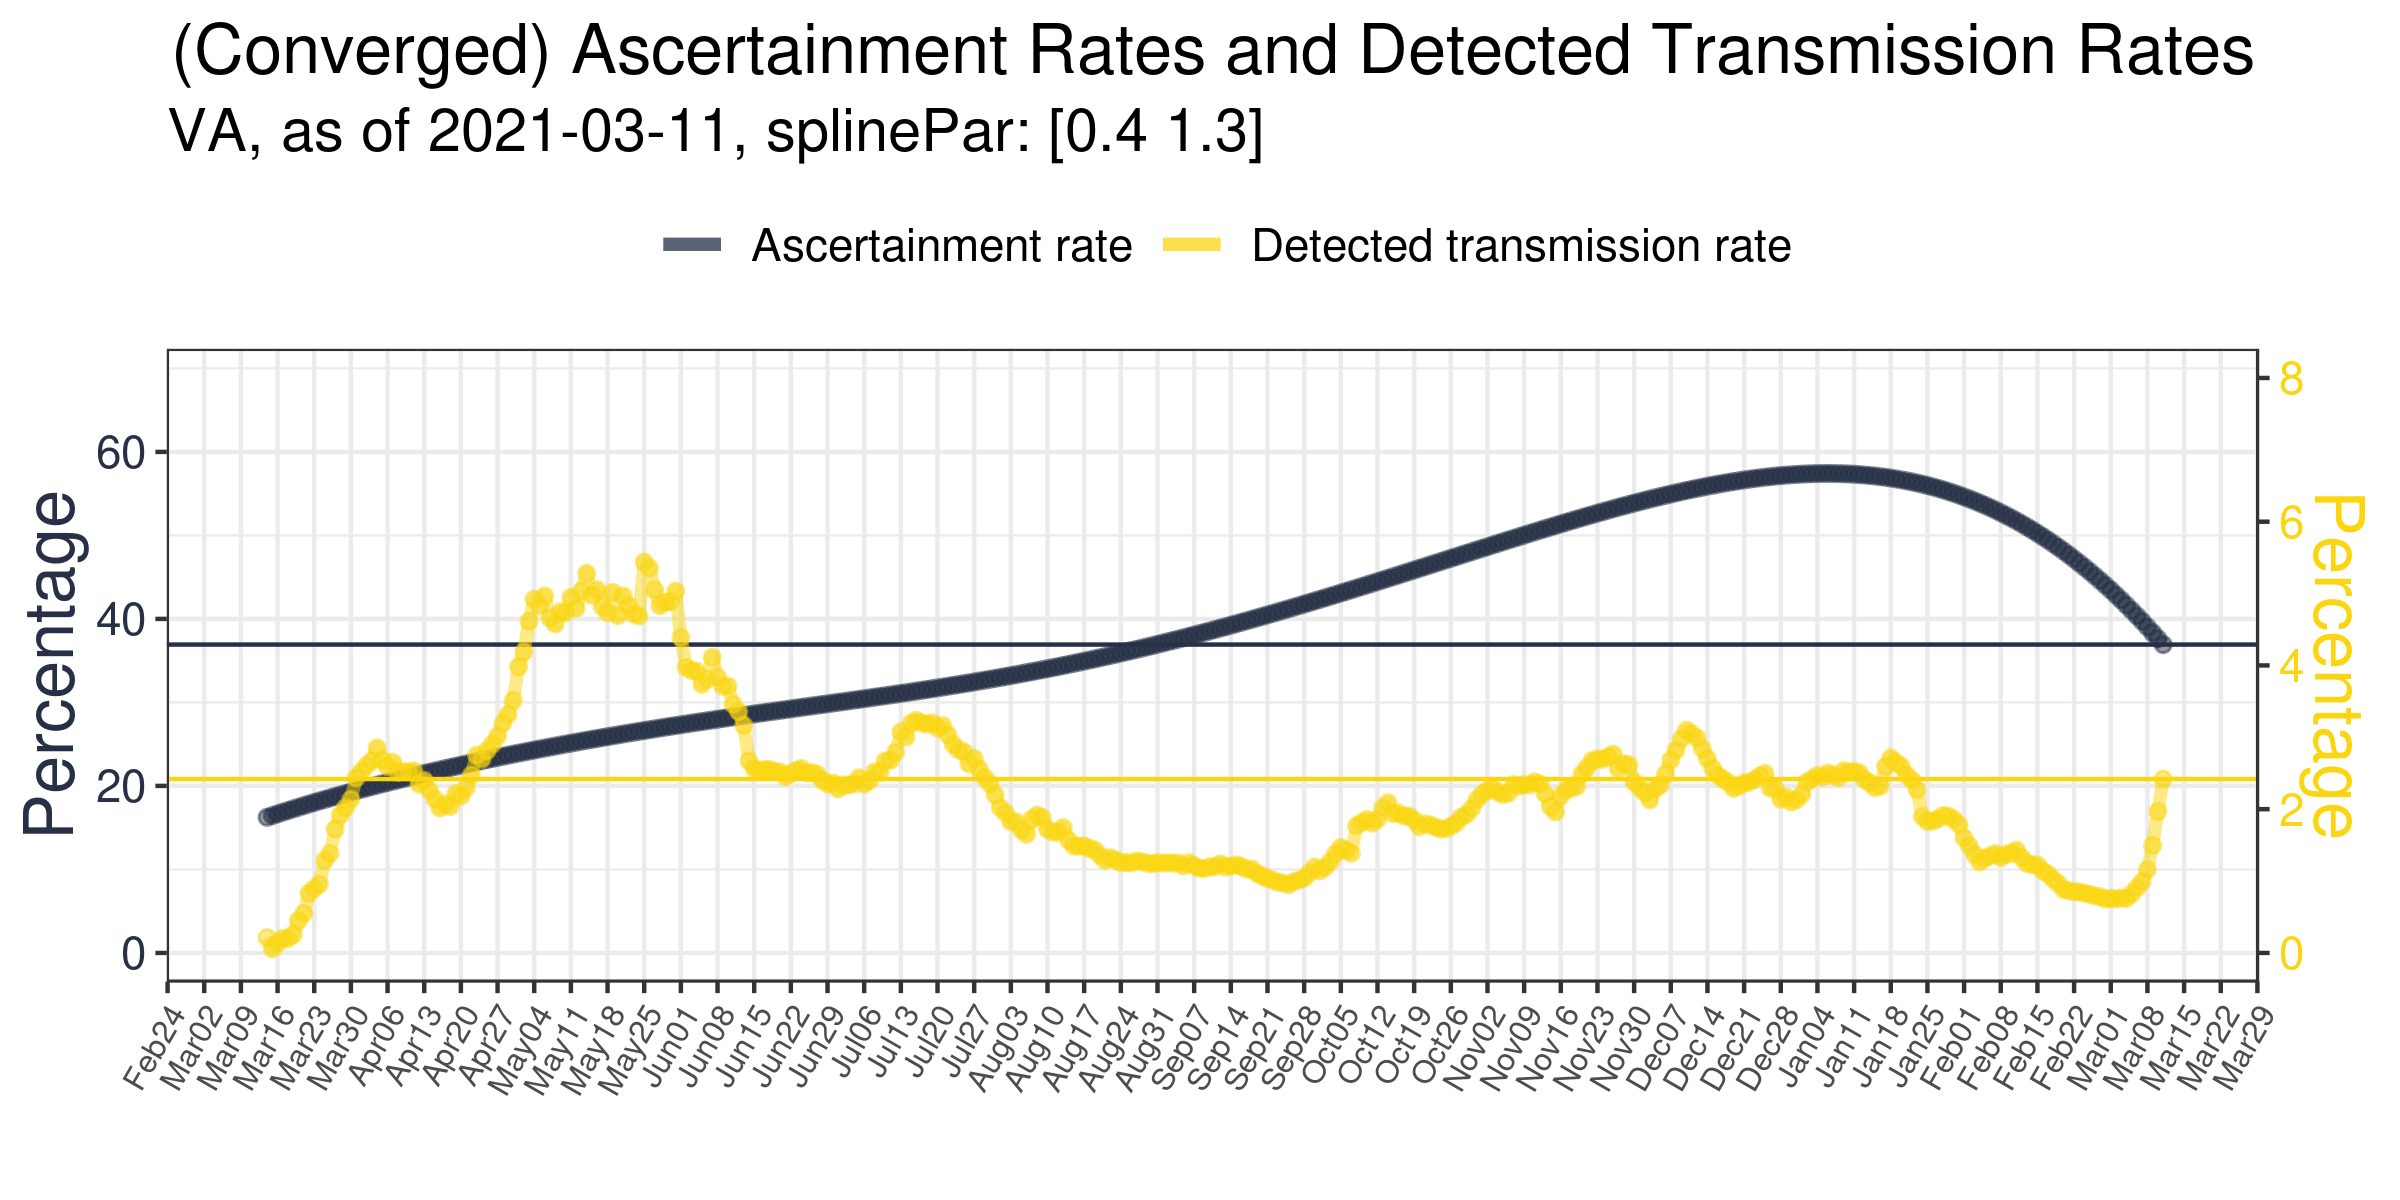 (Converged) Ascertainment Rates and Detected Transmission Rates
VA, as of 2021-03-11, splinePar: [0.4 1.3]
Ascertainment rate Detected transmission rate
Percentage
60
40
20
0
8
6
4
2
0
Percentage
Feb24 Mar02 Mar09 Mar16 Mar23 Mar30 Apr06 Apr13 Apr20 Apr27 May04 May11 May18 May25 Jun01 Jun08 Jun15 Jun22 Jun29 Jul06 Jul13 Jul20 Jul27 Aug03 Aug10 Aug17 Aug24 Aug31 Sep07 Sep14 Sep21 Sep28 Oct05 Oct12 Oct19 Oct26 Nov02 Nov09 Nov16 Nov23 Nov30 Dec07 Dec14 Dec21 Dec28 Jan04 Jan11 Jan18 Jan25 Feb01 Feb08 Feb15 Feb22 Mar01 Mar08 Mar15 Mar22 Mar29